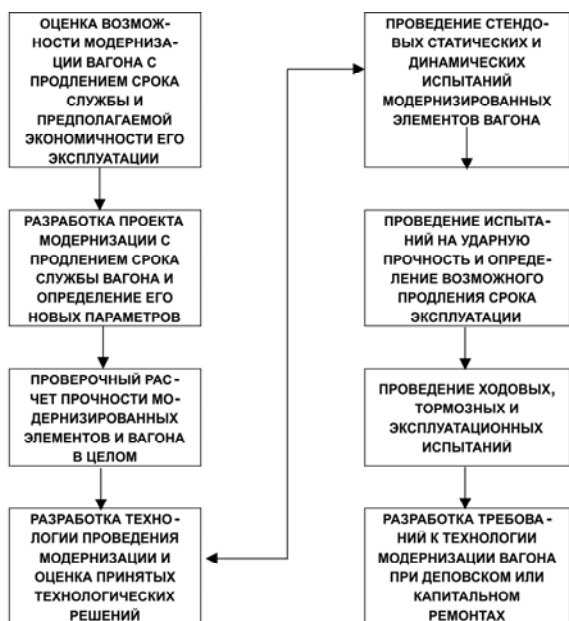 ОЦЕНКА ВОЗМОЖ-
НОСТИ МОДЕРНИЗА-
ЦИИ ВАГОНА С
ПРОДЛЕНИЕМ СРОКА
СЛУЖБЫ И
ПРЕДПОЛАГАЕМОЙ
ЭКОНОМИЧНОСТИ ЕГО
ЭКСПЛУАТАЦИИ
РАЗРАБОТКА ПРОЕКТА
МОДЕРНИЗАЦИИ С
ПРОДЛЕНИЕМ СРОКА
СЛУЖБЫ ВАГОНА И
ОПРЕДЕЛЕНИЕ ЕГО
НОВЫХ ПАРАМЕТРОВ
ПРОВЕРОЧНЫЙ РАС-
ЧЕТ ПРОЧНОСТИ МО-
ДЕРНИЗИРОВАННЫХ
ЭЛЕМЕНТОВ И ВАГОНА
В ЦЕЛОМ
РАЗРАБОТКА ТЕХНО-
ЛОГИИ ПРОВЕДЕНИЯ
МОДЕРНИЗАЦИИ И
ОЦЕНКА ПРИНЯТЫХ
ТЕХНОЛОГИЧЕСКИХ
РЕШЕНИЙ
ПРОВЕДЕНИЕ СТЕНДО-
ВЫХ СТАТИЧЕСКИХ И
ДИНАМИЧЕСКИХ
ИСПЫТАНИЙ
МОДЕРНИЗИРОВАННЫХ
ЭЛЕМЕНТОВ ВАГОНА
ПРОВЕДЕНИЕ ИСПЫТА-
НИЙ НА УДАРНУЮ
ПРОЧНОСТЬ И ОПРЕДЕ-
ЛЕНИЕ ВОЗМОЖНОГО
ПРОДЛЕНИЯ СРОКА
ЭКСПЛУАТАЦИИ
ПРОВЕДЕНИЕ ХОДОВЫХ,
ТОРМОЗНЫХ И
ЭКСПЛУАТАЦИОННЫХ
ИСПЫТАНИЙ
РАЗРАБОТКА ТРЕБОВА-
НИЙ К ТЕХНОЛОГИИ
МОДЕРНИЗАЦИИ ВАГОНА
ПРИ ДЕПОВСКОМ ИЛИ
КАПИТАЛЬНОМ
РЕМОНТАХ